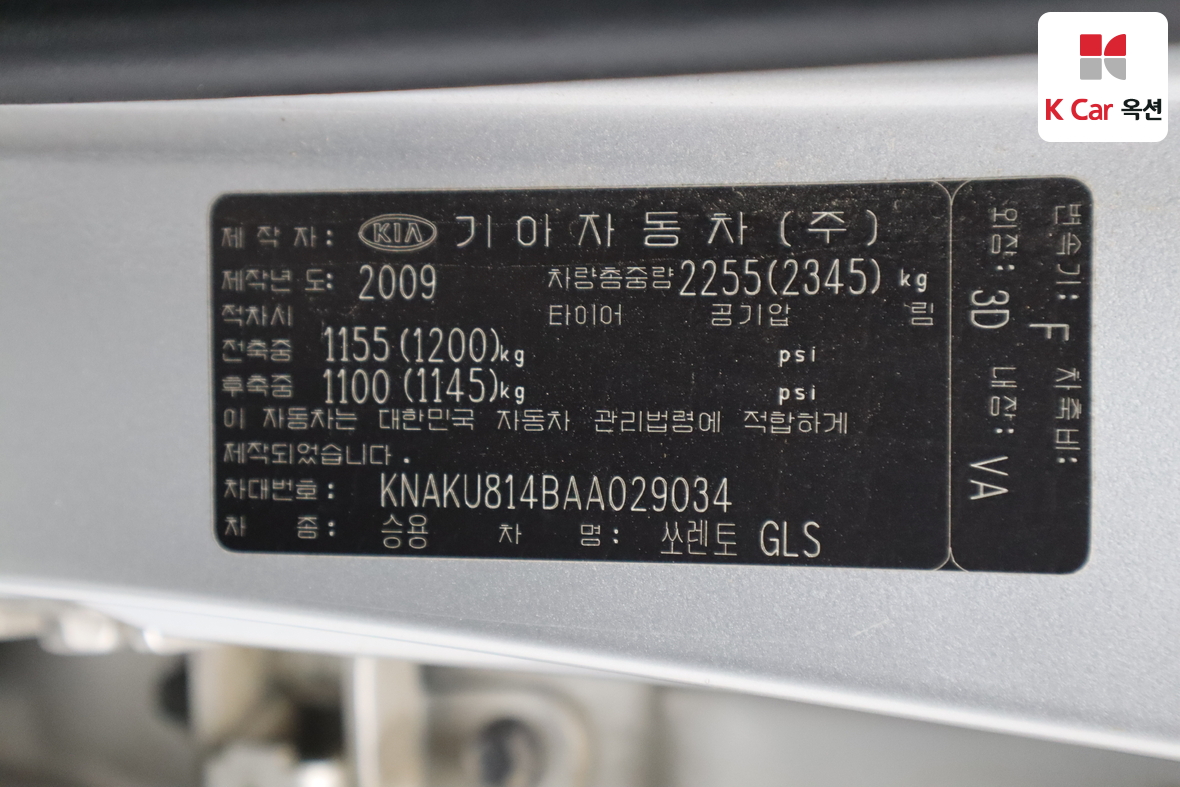 K Car 옥션
제 작 자: KIA 기 아 자 동 차 (주)
제작년 도: 2009 차량총중량 2255(2345) kg
적차시 타이어 공기압 림
전축중 1155(1200)kg psi
후축중 1100(1145)kg psi
이 자동차는 대한민국 자동차 관리법령에 적합하게
제작되었습니다.
차대번호: KNAKU814BAA029034
차 종: 승용 차 명: 쏘렌토 GLS
변속기: F 차축비:
외장: 3D 내장: VA